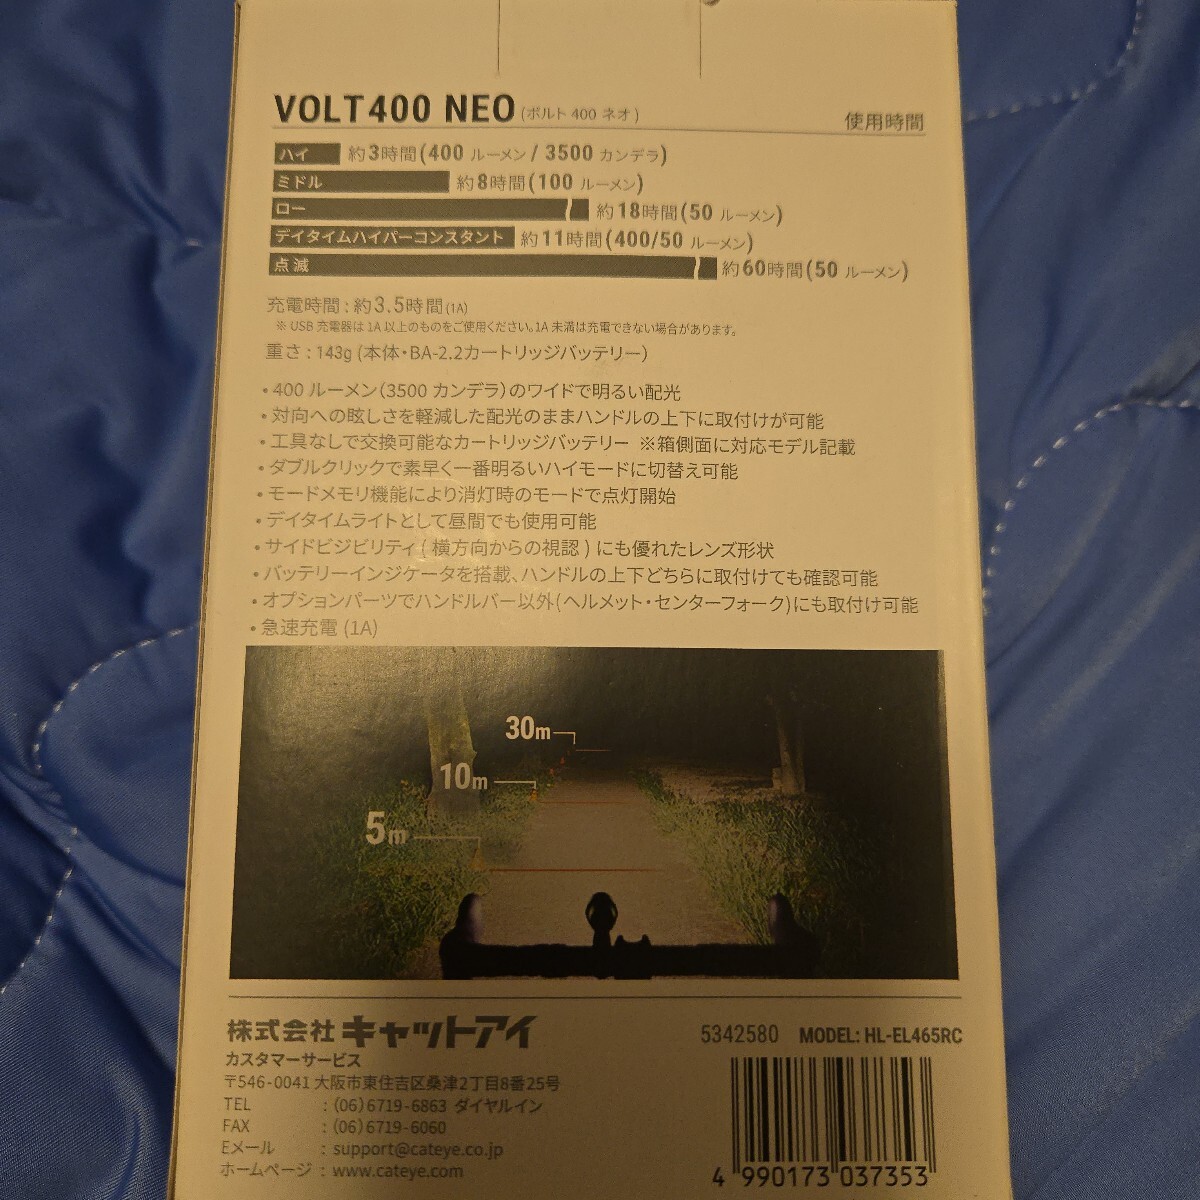 VOLT400 NEO (ボルト 400 ネオ)
使用時間
ハイ 約3時間(400 ルーメン / 3500 カンデラ)
ミドル 約8時間(100 ルーメン)
ロー 約18時間(50 ルーメン)
デイタイムハイパーコンスタント 約11時間(400/50 ルーメン)
点滅 約60時間(50 ルーメン)
充電時間 : 約3.5時間 (1A)
※ USB 充電器は 1A 以上のものをご使用ください。1A 未満は充電できない場合があります。
重さ : 143g (本体・BA-2.2カートリッジバッテリー)
• 400 ルーメン(3500 カンデラ)のワイドで明るい配光
• 対向への眩しさを軽減した配光のままハンドルの上下に取付けが可能
• 工具なしで交換可能なカートリッジバッテリー ※箱側面に対応モデル記載
• ダブルクリックで素早く一番明るいハイモードに切替え可能
• モードメモリ機能により消灯時のモードで点灯開始
• デイタイムライトとして昼間でも使用可能
• サイドビジビリティ( 横方向からの視認 ) にも優れたレンズ形状
• バッテリーインジケータを搭載、ハンドルの上下どちらに取付けても確認可能
• オプションパーツでハンドルバー以外(ヘルメット・センターフォーク)にも取付け可能
• 急速充電 (1A)
30m
10m
5m
株式会社 キャットアイ
5342580 MODEL: HL-EL465RC
カスタマーサービス
〒546-0041 大阪市東住吉区桑津2丁目8番25号
TEL : (06)6719-6863 ダイヤルイン
FAX : (06)6719-6060
Eメール : support@cateye.co.jp
ホームページ : www.cateye.com
4 990173 037353